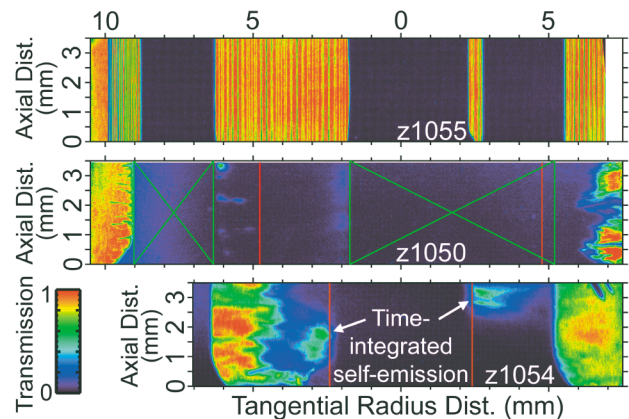 10 5 0 5
Axial Dist.
(mm)
0 1 2 3
z1055
Axial Dist.
(mm)
0 1 2 3
z1050
Transmission
1
0
Axial Dist.
(mm)
0 1 2 3
Time-
integrated
self-emission
z1054
Tangential Radius Dist. (mm)